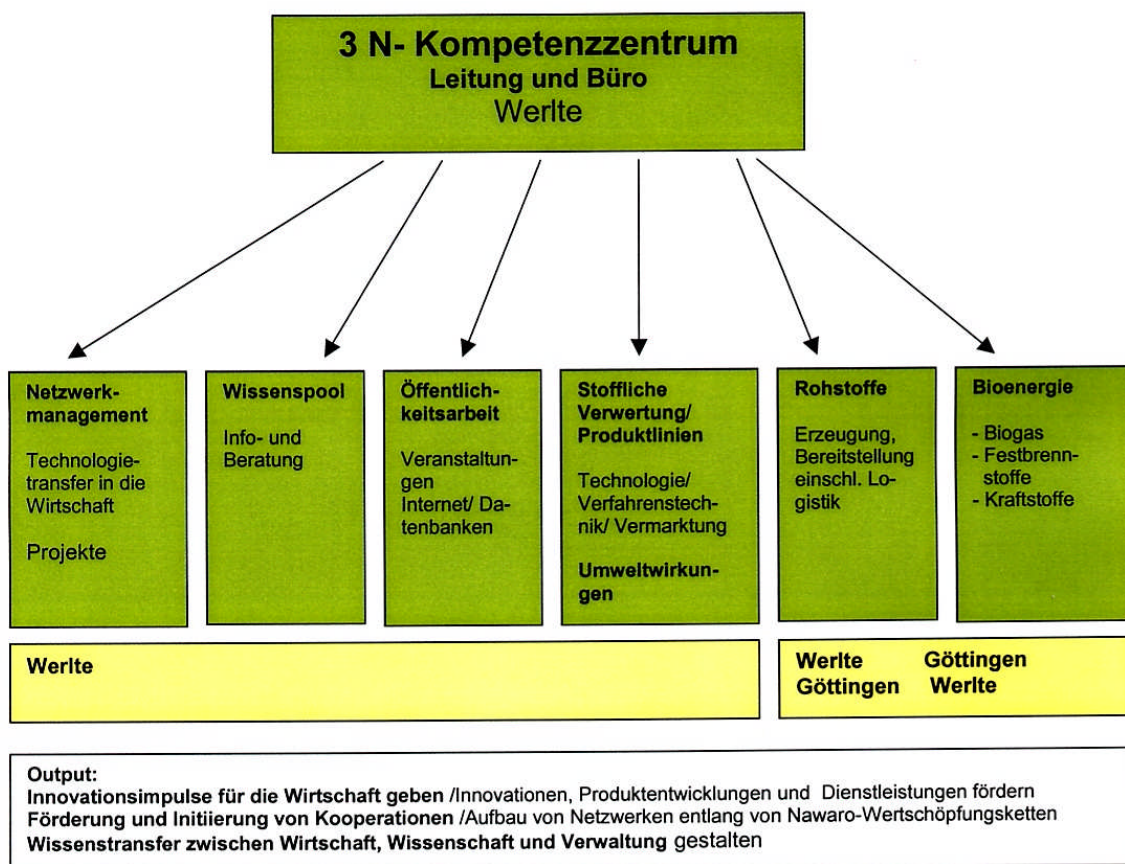 3 N- Kompetenzzentrum
Leitung und Büro
Werlte
Netzwerk-
management
Technologie-
transfer in die
Wirtschaft
Projekte
Wissenspool
Info- und
Beratung
Öffentlich-
keitsarbeit
Veranstaltun-
gen
Internet/ Da-
tenbanken
Stoffliche
Verwertung/
Produktlinien
Technologie/
Verfahrenstech-
nik/ Vermarktung
Umweltwirkun-
gen
Rohstoffe
Erzeugung,
Bereitstellung
einschl. Lo-
gistik
Bioenergie
- Biogas
- Festbrenn-
stoffe
- Kraftstoffe
Werlte
Werlte Göttingen
Göttingen Werlte
Output:
Innovationsimpulse für die Wirtschaft geben /Innovationen, Produktentwicklungen und Dienstleistungen fördern
Förderung und Initiierung von Kooperationen /Aufbau von Netzwerken entlang von Nawaro-Wertschöpfungsketten
Wissenstransfer zwischen Wirtschaft, Wissenschaft und Verwaltung gestalten